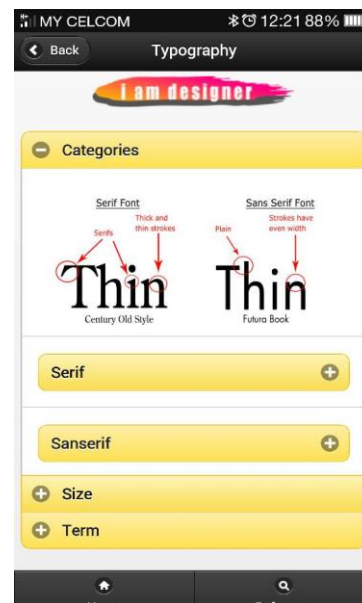 MY CELCOM 12:21 88%
Back Typography
i am designer
Categories
Serif Font Sans Serif Font
Serifs Thick and thin strokes Plain Strokes have even width
Thin Thin
Century Old Style Futura Book
Serif
Sanserif
Size
Term